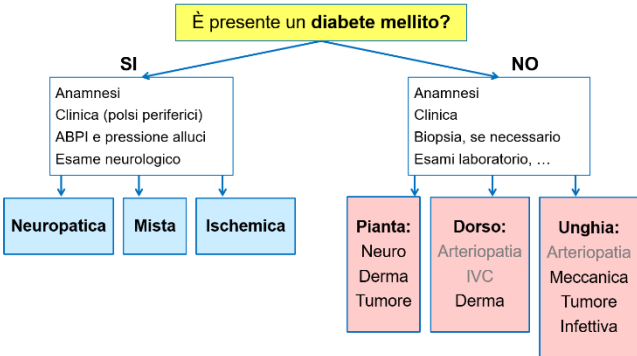 È presente un diabete mellito?
SI
NO
Anamnesi
Clinica (polsi periferici)
ABPI e pressione alluci
Esame neurologico
Anamnesi
Clinica
Biopsia, se necessario
Esami laboratorio, ...
Neuropatica
Mista
Ischemica
Pianta:
Neuro
Derma
Tumore
Dorso:
Arteriopatia
IVC
Derma
Unghia:
Arteriopatia
Meccanica
Tumore
Infettiva